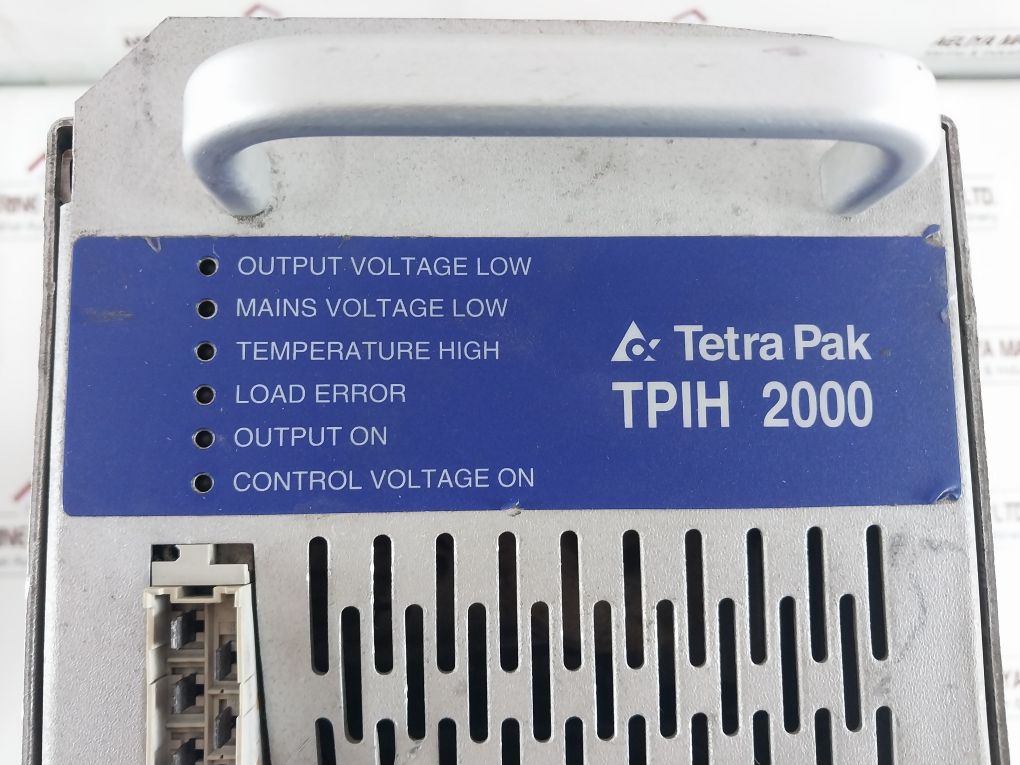 OUTPUT VOLTAGE LOW
MAINS VOLTAGE LOW
TEMPERATURE HIGH
LOAD ERROR
OUTPUT ON
CONTROL VOLTAGE ON
Tetra Pak
TPIH 2000